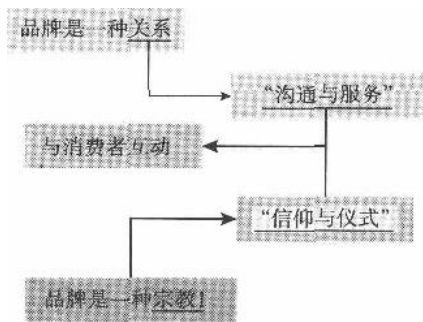 品牌是一种关系
“沟通与服务”
与消费者互动
“信仰与仪式”
品牌是一种宗教!